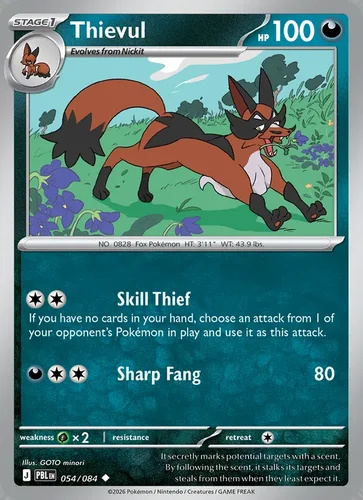 STAGE 1
Thievul
HP 100
Evolves from Nickit
NO. 0828 Fox Pokémon HT: 3'11" WT: 43.9 lbs.
Skill Thief
If you have no cards in your hand, choose an attack from 1 of
your opponent's Pokémon in play and use it as this attack.
Sharp Fang 80
weakness ×2 resistance retreat
Illus. GOTO minori
J PBL EN 054/084
It secretly marks potential targets with a scent.
By following the scent, it stalks its targets and
steals from them when they least expect it.
©2026 Pokémon / Nintendo / Creatures / GAME FREAK